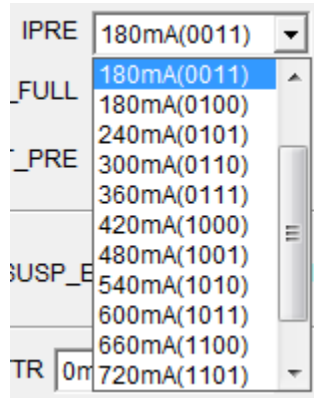 IPRE 180mA(0011)
180mA(0011)
_FULL
180mA(0100)
240mA(0101)
_PRE 300mA(0110)
360mA(0111)
420mA(1000)
480mA(1001)
SUSP_E
540mA(1010)
600mA(1011)
660mA(1100)
TR 0m 720mA(1101)